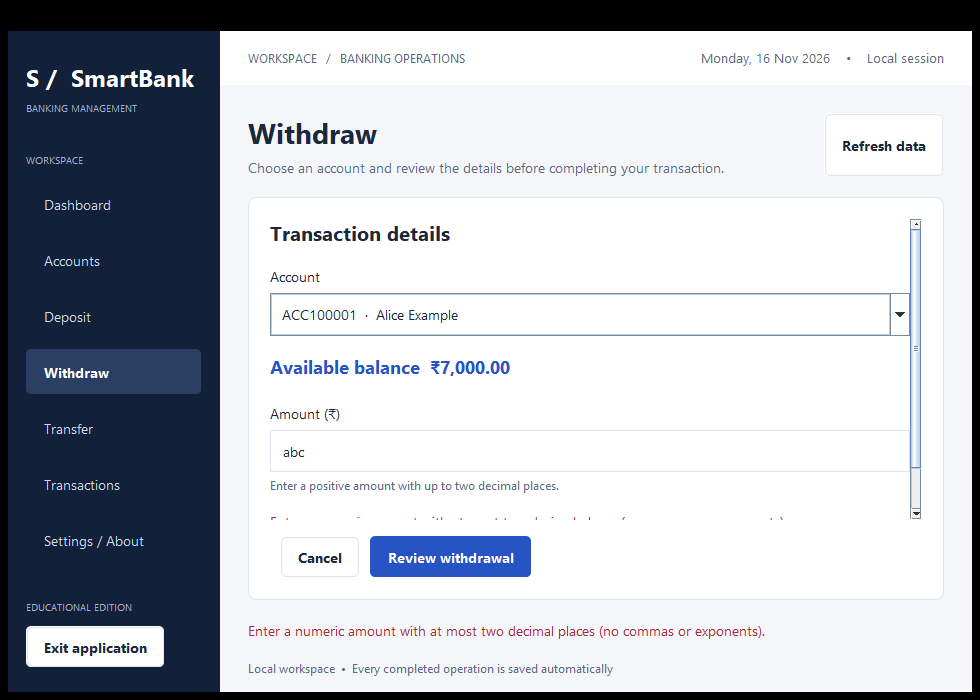 S / SmartBank
BANKING MANAGEMENT
WORKSPACE
Dashboard
Accounts
Deposit
Withdraw
Transfer
Transactions
Settings / About
EDUCATIONAL EDITION
Exit application
WORKSPACE / BANKING OPERATIONS
Monday, 16 Nov 2026 • Local session
Withdraw
Choose an account and review the details before completing your transaction.
Refresh data
Transaction details
Account
ACC100001 · Alice Example
Available balance ₹7,000.00
Amount (₹)
abc
Enter a positive amount with up to two decimal places.
Cancel
Review withdrawal
Enter a numeric amount with at most two decimal places (no commas or exponents).
Local workspace • Every completed operation is saved automatically